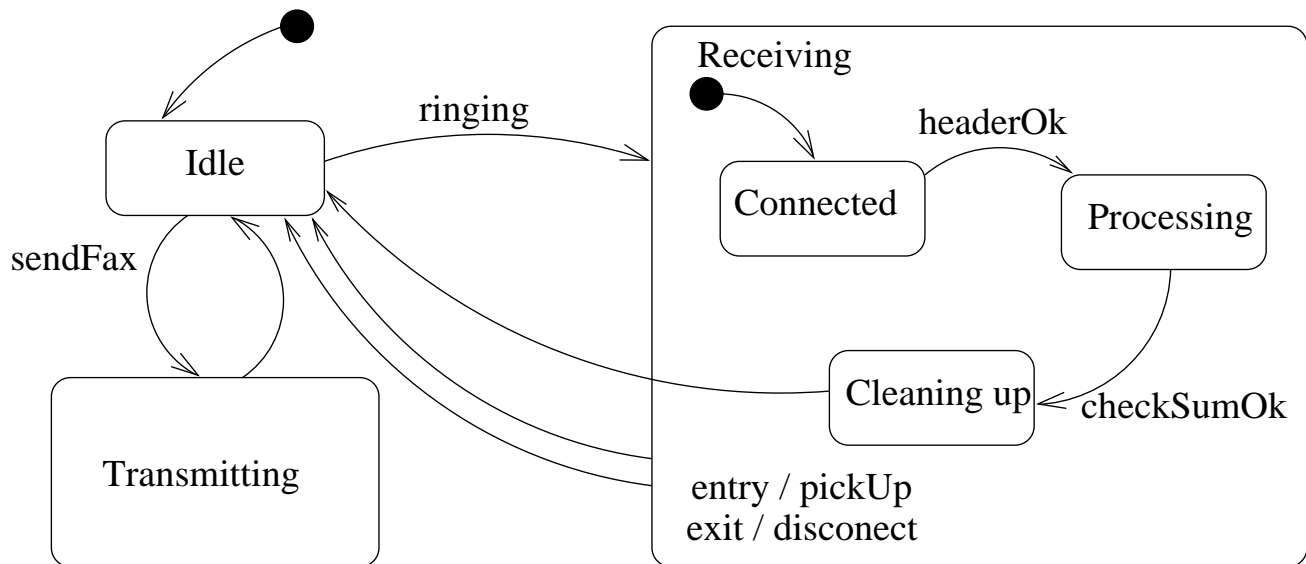 Receiving
ringing
headerOk
Idle
Connected
Processing
sendFax
Cleaning up
checkSumOk
Transmitting
entry / pickUp
exit / disconect